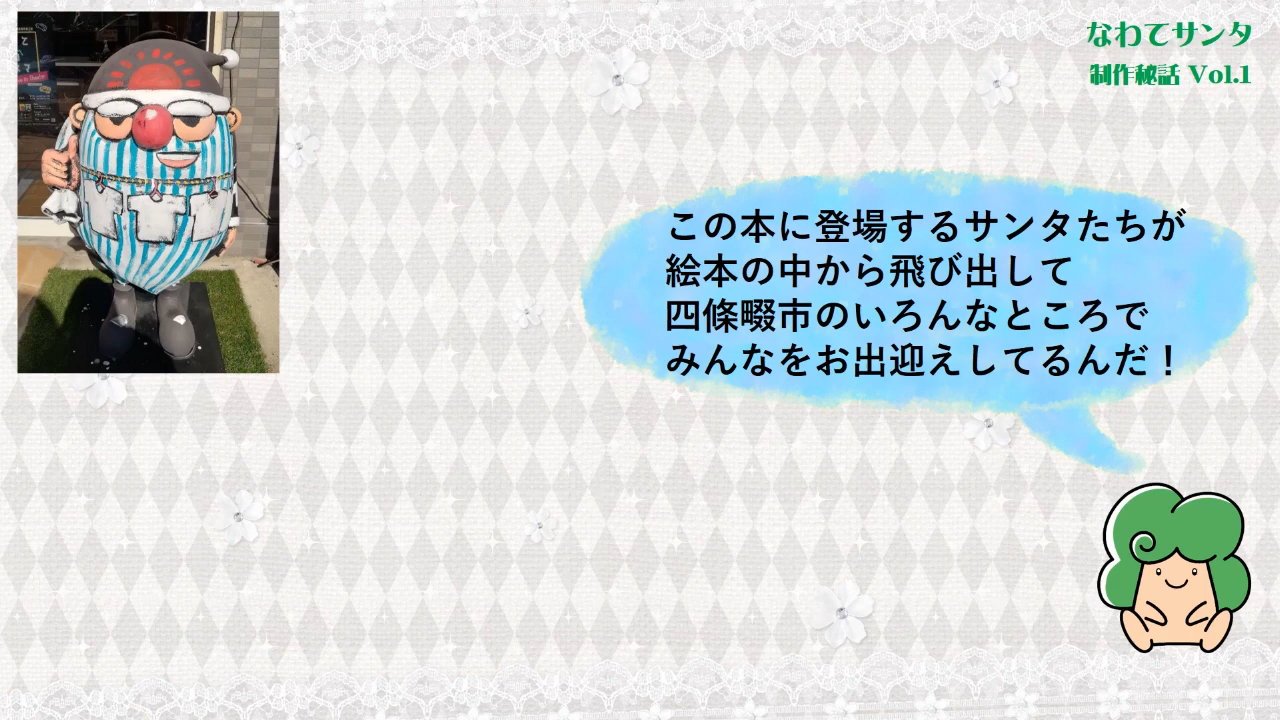 なわてサンタ
制作秘話 Vol.1
この本に登場するサンタたちが
絵本の中から飛び出して
四條畷市のいろんなところで
みんなをお出迎えしてるんだ！